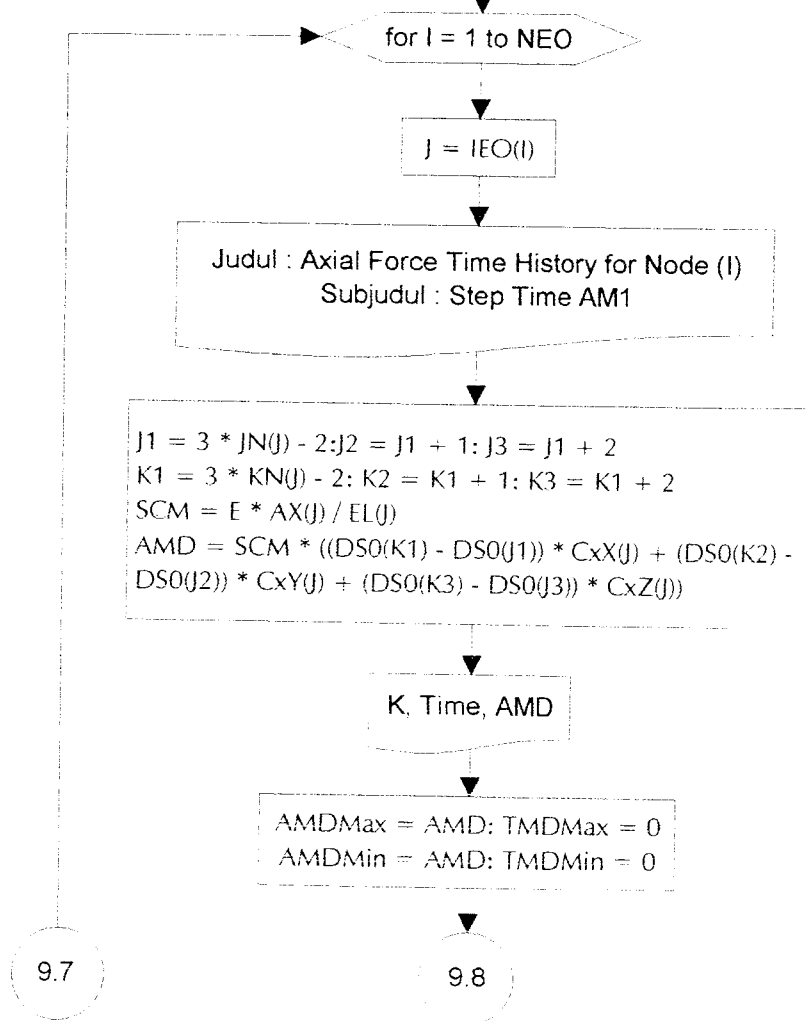 for I = 1 to NEO
J = IEO(I)
Judul : Axial Force Time History for Node (I)
Subjudul : Step Time AM1
J1 = 3 * JN(J) - 2:J2 = J1 + 1: J3 = J1 + 2
K1 = 3 * KN(J) - 2: K2 = K1 + 1: K3 = K1 + 2
SCM = E * AX(J) / EL(J)
AMD = SCM * ((DS0(K1) - DS0(J1)) * CxX(J) + (DS0(K2) -
DS0(J2)) * CxY(J) + (DS0(K3) - DS0(J3)) * CxZ(J))
K, Time, AMD
AMDMax = AMD: TMDMax = 0
AMDMin = AMD: TMDMin = 0
9.7
9.8